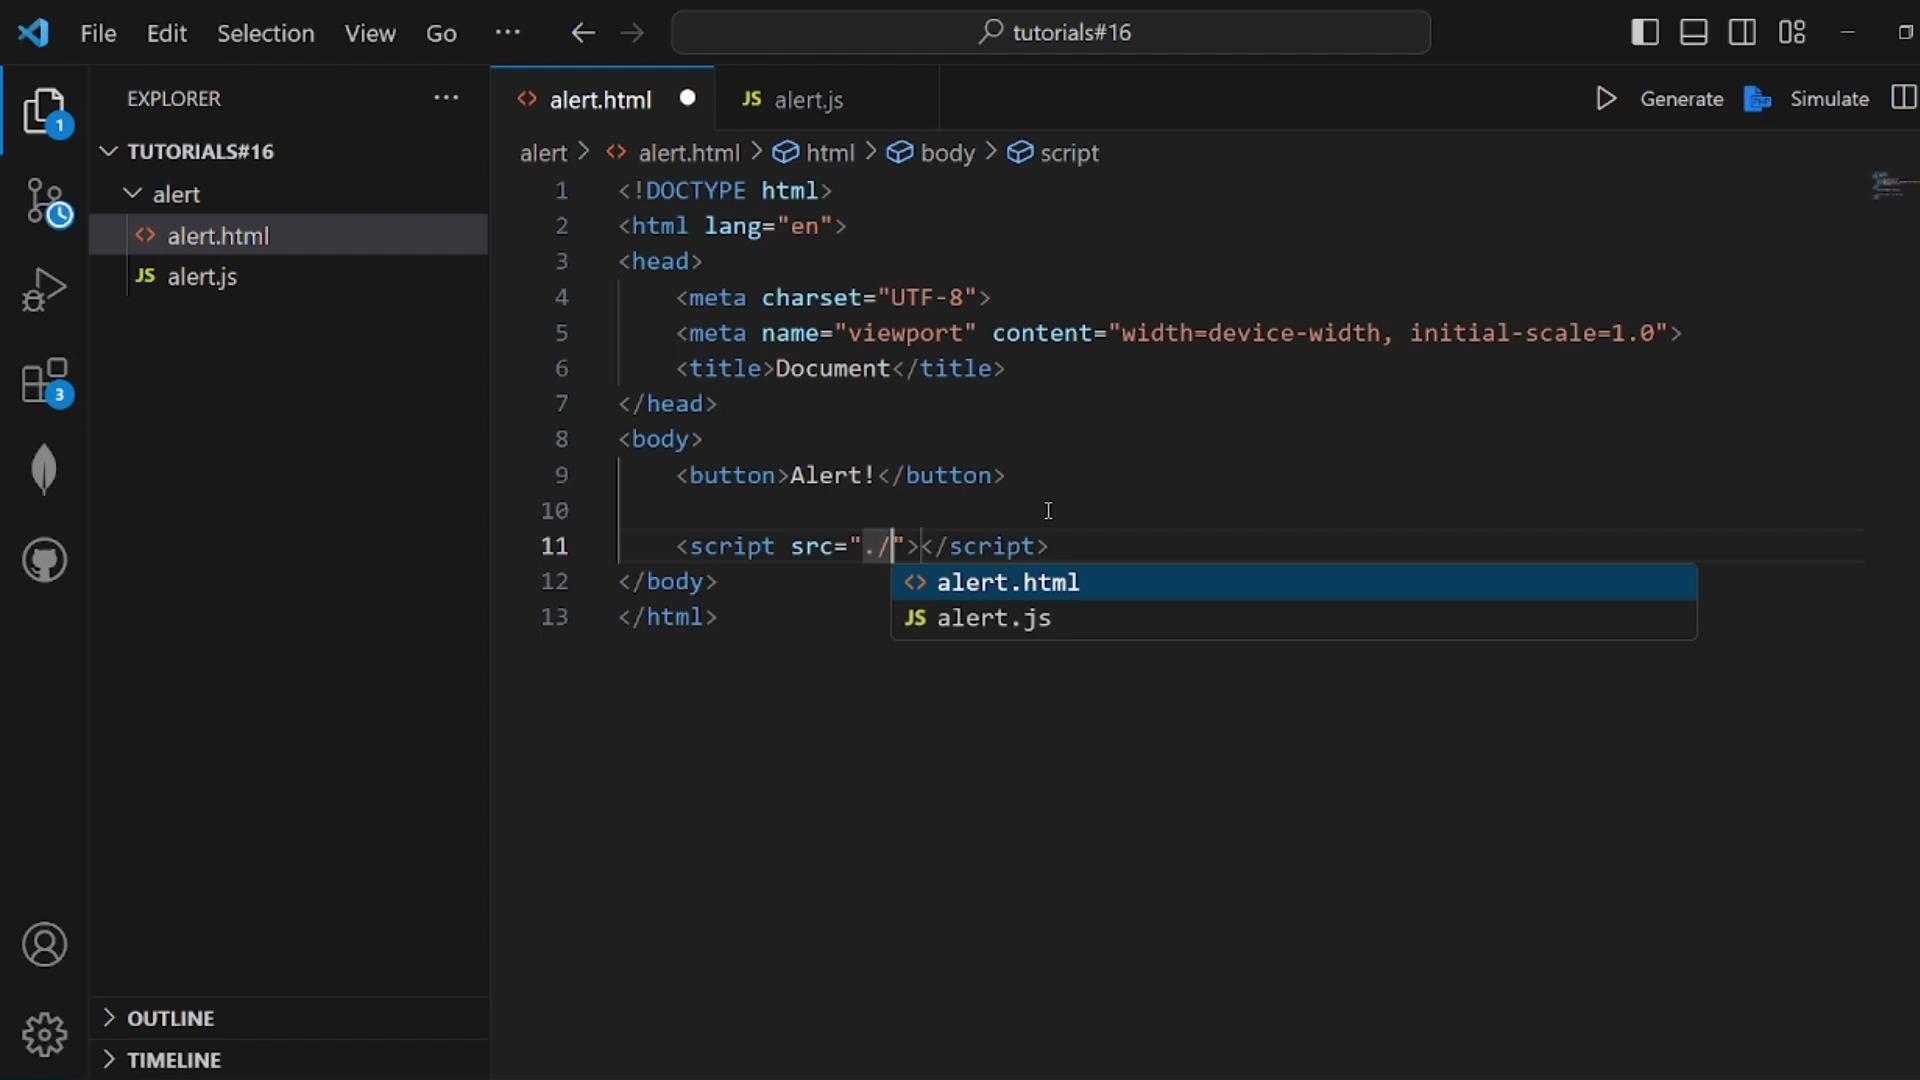 File Edit Selection View Go ··· tutorials#16
EXPLORER ···
alert.html JS alert.js
Generate Simulate
1
TUTORIALS#16
alert > alert.html > html > body > script
alert
alert.html
JS alert.js
3
1 <!DOCTYPE html>
2 <html lang="en">
3 <head>
4 <meta charset="UTF-8">
5 <meta name="viewport" content="width=device-width, initial-scale=1.0">
6 <title>Document</title>
7 </head>
8 <body>
9 <button>Alert!</button>
10
11 <script src="./"></script>
12 </body>
13 </html>
alert.html
JS alert.js
OUTLINE
TIMELINE